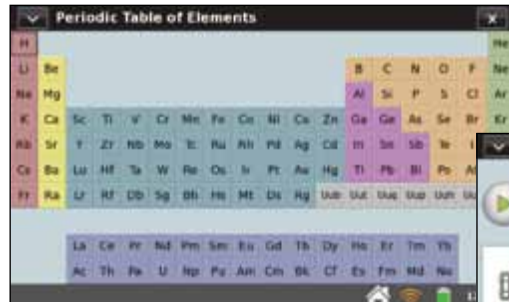 Periodic Table of Elements
H He
Li Be B C N O F Ne
Na Mg Al Si P S Cl Ar
K Ca Sc Ti V Cr Mn Fe Co Ni Cu Zn Ga Ge As Se Br Kr
Rb Sr Y Zr Nb Mo Tc Ru Rh Pd Ag Cd In Sn Sb Te I
Cs Ba Lu Hf Ta W Re Os Ir Pt Au Hg Tl Pb Bi Po
Fr Ra Lr Rf Db Sg Bh Hs Mt Ds Rg Uub Uut Uuq Uup Uuh
La Ce Pr Nd Pm Sm Eu Gd Tb Dy Ho Er Tm Yb
Ac Th Pa U Np Pu Am Cm Bk Cf Es Fm Md No